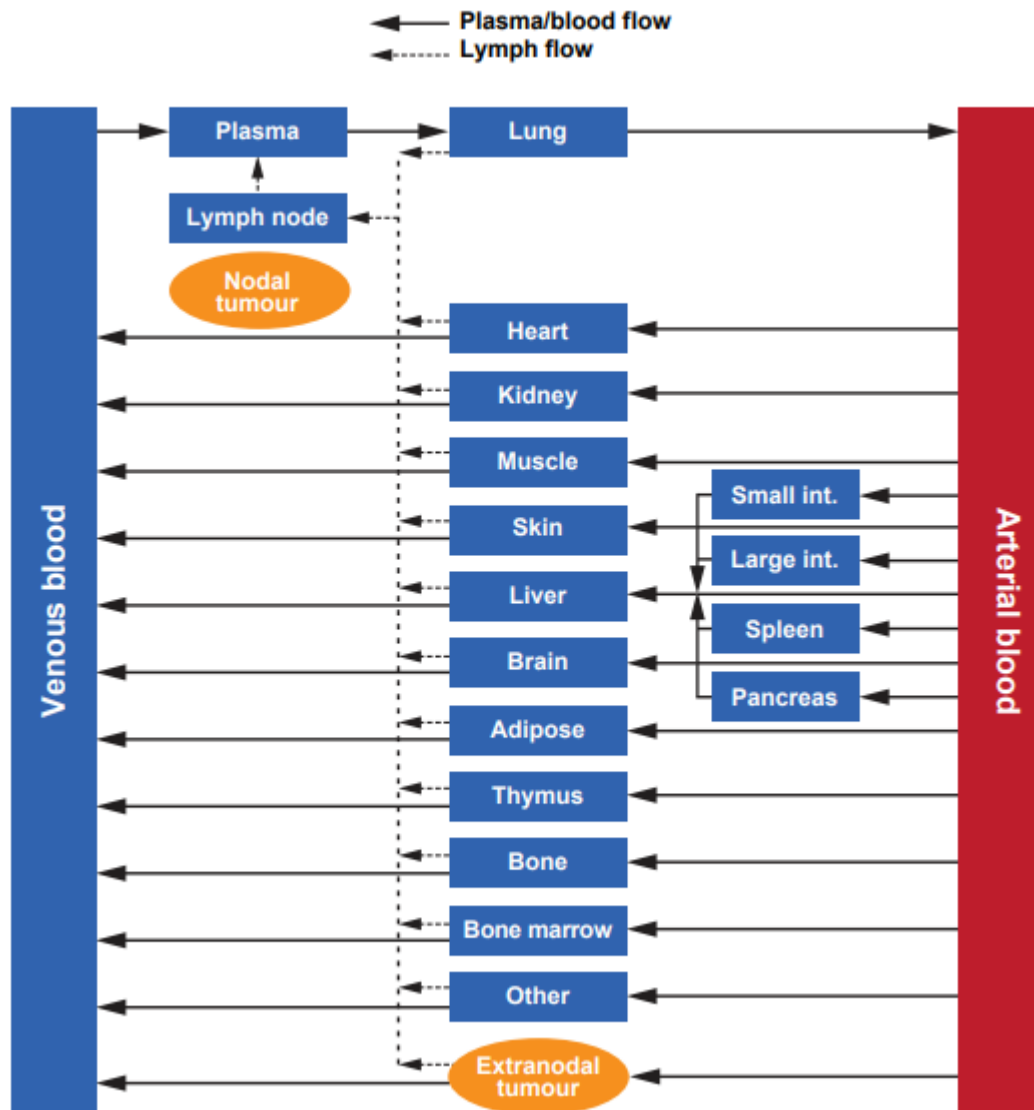 Plasma/blood flow
Lymph flow
Plasma
Lung
Lymph node
Nodal
tumour
Heart
Kidney
Muscle
Small int.
Skin
Large int.
Liver
Spleen
Brain
Pancreas
Adipose
Thymus
Bone
Bone marrow
Other
Extranodal
tumour
Venous blood
Arterial blood